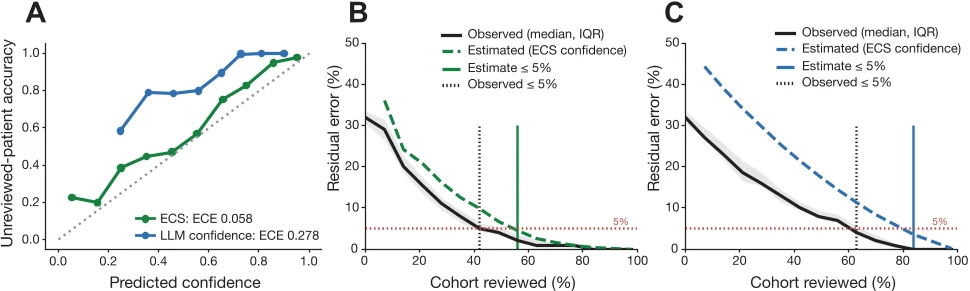 A
Unreviewed-patient accuracy
1.0
0.8
0.6
0.4
0.2
0.0
0.0 0.2 0.4 0.6 0.8 1.0
Predicted confidence
ECS: ECE 0.058
LLM confidence: ECE 0.278
B
Observed (median, IQR)
Estimated (ECS confidence)
Estimate ≤ 5%
Observed ≤ 5%
Residual error (%)
50
40
30
20
10
0
5%
0 20 40 60 80 100
Cohort reviewed (%)
C
Observed (median, IQR)
Estimated (ECS confidence)
Estimate ≤ 5%
Observed ≤ 5%
Residual error (%)
50
40
30
20
10
0
5%
0 20 40 60 80 100
Cohort reviewed (%)